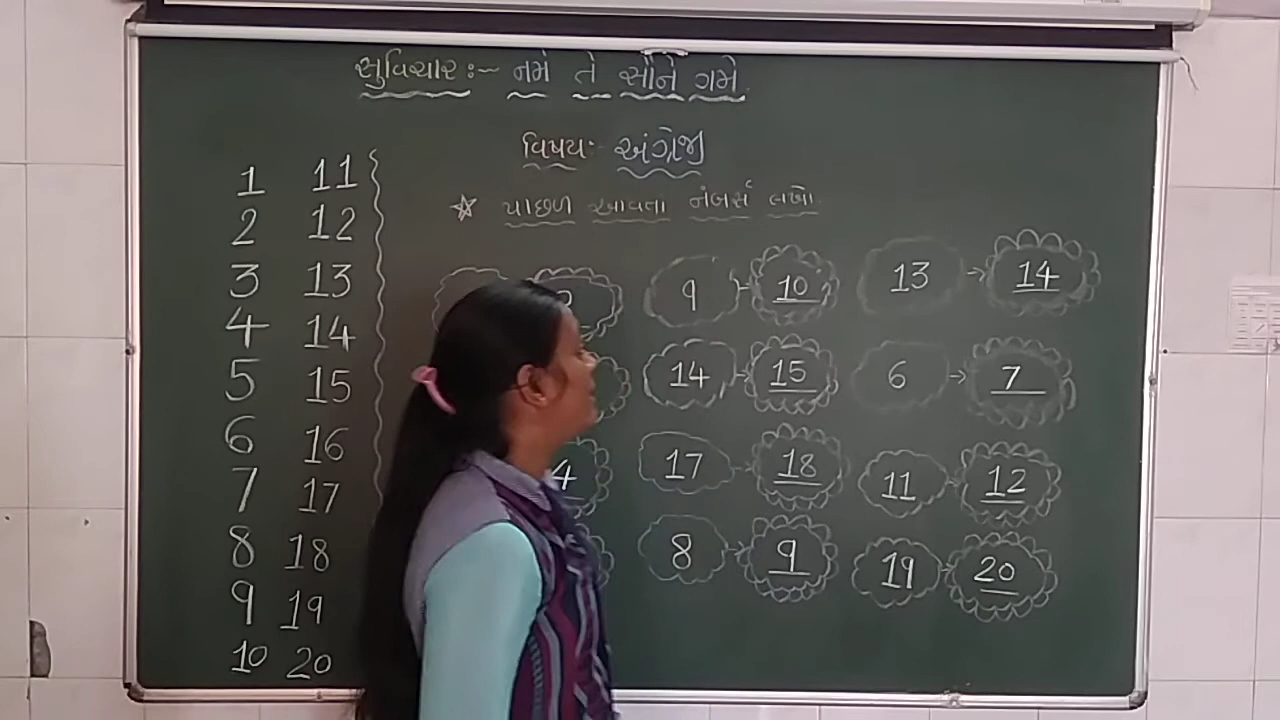 સુવિચાર :~ નમે તે સૌને ગમે.
વિષય :- અંગ્રેજી
☆ પાછળ આવતા નંબર્સ લખો
1 11
2 12
3 13
4 14
5 15
6 16
7 17
8 18
9 19
10 20
9 → 10 13 → 14
14 → 15 6 → 7
4 17 → 18 11 → 12
8 → 9 19 → 20